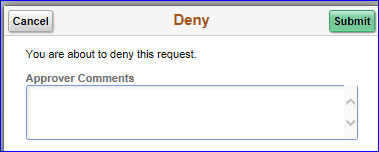 Cancel Deny Submit
You are about to deny this request.
Approver Comments